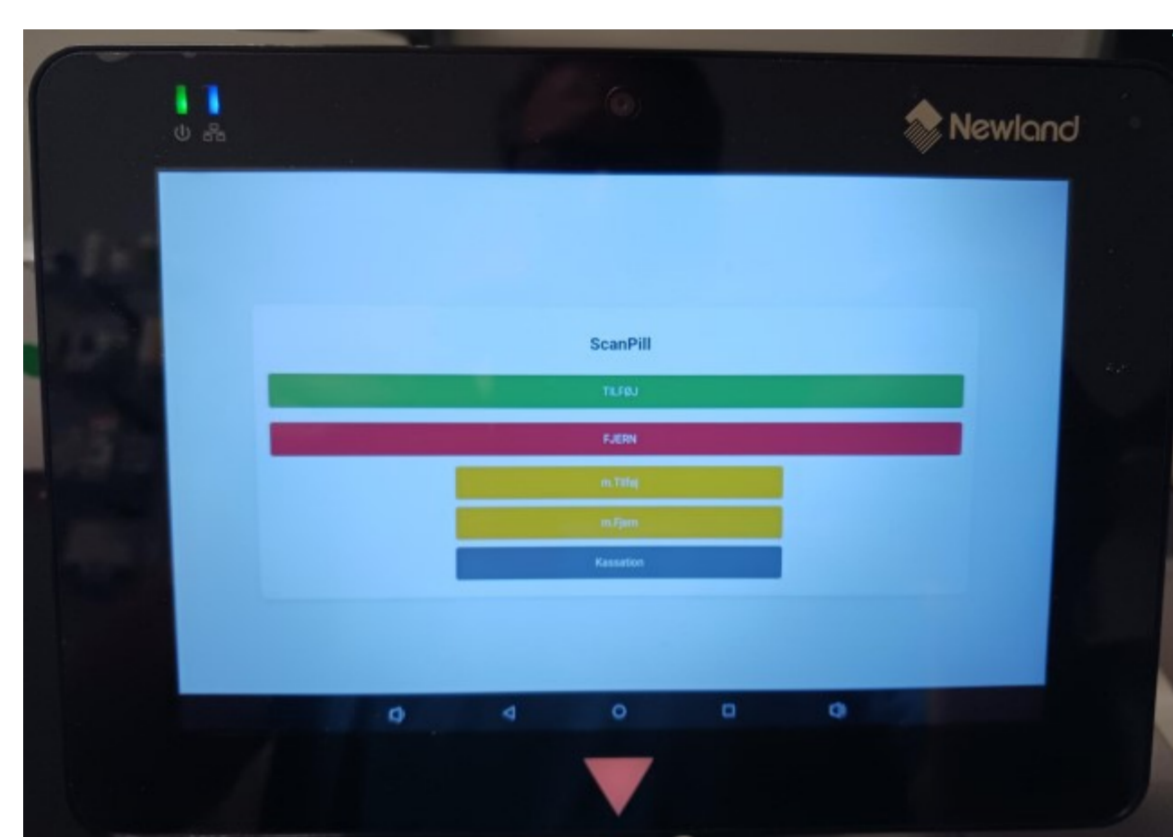 Newland
ScanPill
TILFØJ
FJERN
m.Tilføj
m.Fjern
Kassation